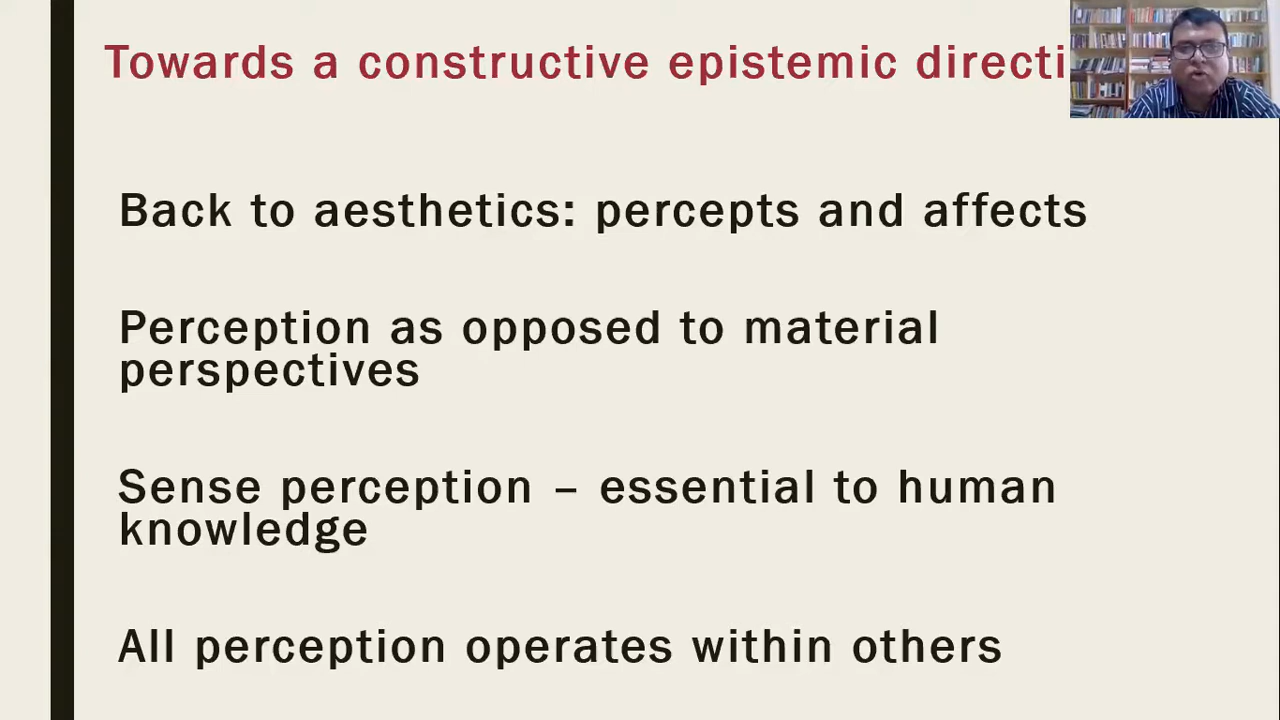 Towards a constructive epistemic directi
Back to aesthetics: percepts and affects
Perception as opposed to material
perspectives
Sense perception – essential to human
knowledge
All perception operates within others